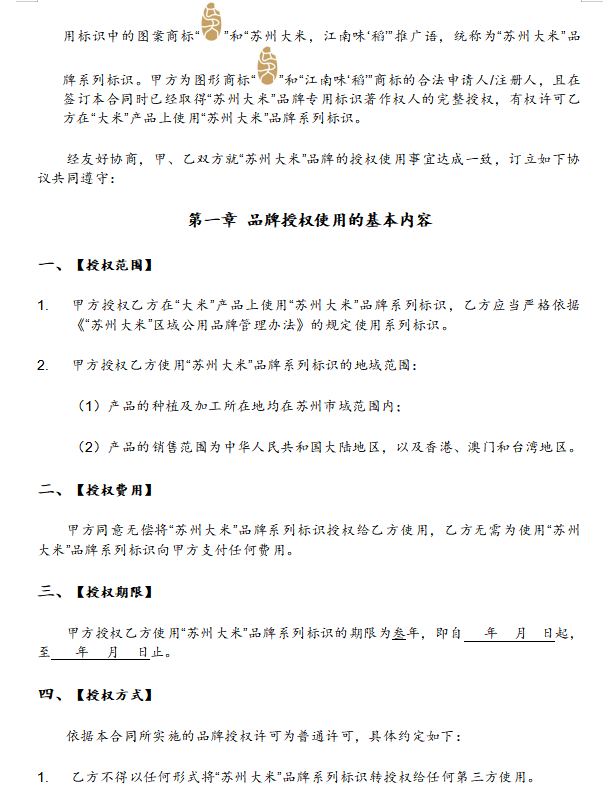 用标识中的图案商标“”和“苏州大米，江南味‘稻’”推广语，统称为“苏州大米”品
牌系列标识。甲方为图形商标“”和“江南味‘稻’”商标的合法申请人/注册人，且在
签订本合同时已经取得“苏州大米”品牌专用标识著作权人的完整授权，有权许可乙
方在“大米”产品上使用“苏州大米”品牌系列标识。
经友好协商，甲、乙双方就“苏州大米”品牌的授权使用事宜达成一致，订立如下协
议共同遵守：
第一章 品牌授权使用的基本内容
一、【授权范围】
1. 甲方授权乙方在“大米”产品上使用“苏州大米”品牌系列标识，乙方应当严格依据
《“苏州大米”区域公用品牌管理办法》的规定使用系列标识。
2. 甲方授权乙方使用“苏州大米”品牌系列标识的地域范围：
（1）产品的种植及加工所在地均在苏州市域范围内；
（2）产品的销售范围为中华人民共和国大陆地区，以及香港、澳门和台湾地区。
二、【授权费用】
甲方同意无偿将“苏州大米”品牌系列标识授权给乙方使用，乙方无需为使用“苏州
大米”品牌系列标识向甲方支付任何费用。
三、【授权期限】
甲方授权乙方使用“苏州大米”品牌系列标识的期限为叁年，即自 年 月 日起，
至 年 月 日止。
四、【授权方式】
依据本合同所实施的品牌授权许可为普通许可，具体约定如下：
1. 乙方不得以任何形式将“苏州大米”品牌系列标识转授权给任何第三方使用。